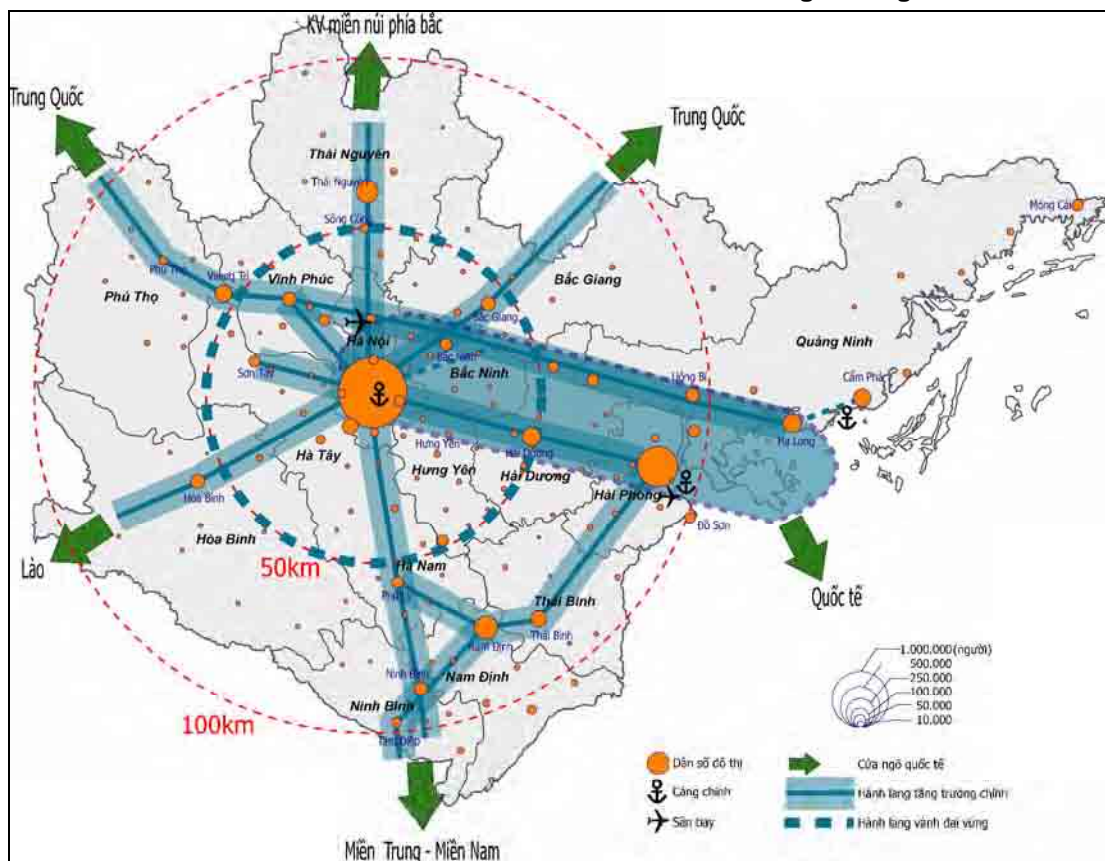 KV miền núi phía bắc
Trung Quốc
Trung Quốc
Thái Nguyên
Thái Nguyên
Sông Công
Móng Cái
Phú Thọ
Việt Trì
Phú Thọ
Vĩnh Phúc
Bắc Giang
Bắc Giang
Quảng Ninh
Hà Nội
Bắc Ninh
Bắc Ninh
Sơn Tây
Uông Bí
Cẩm Phả
Hạ Long
Hà Tây
Hưng Yên
Hưng Yên
Hải Dương
Hải Dương
Hải Phòng
Hòa Bình
Hòa Bình
Đồ Sơn
Lào
50km
Hà Nam
Quốc tế
Thái Bình
Thái Bình
Nam Định
Nam Định
Ninh Bình
Ninh Bình
100km
Miền Trung - Miền Nam
1.000.000(người)
500.000
250.000
100.000
50.000
10.000
Dân số đô thị
Cảng chính
Sân bay
Cửa ngõ quốc tế
Hành lang tăng trưởng chính
Hành lang vành đai vùng